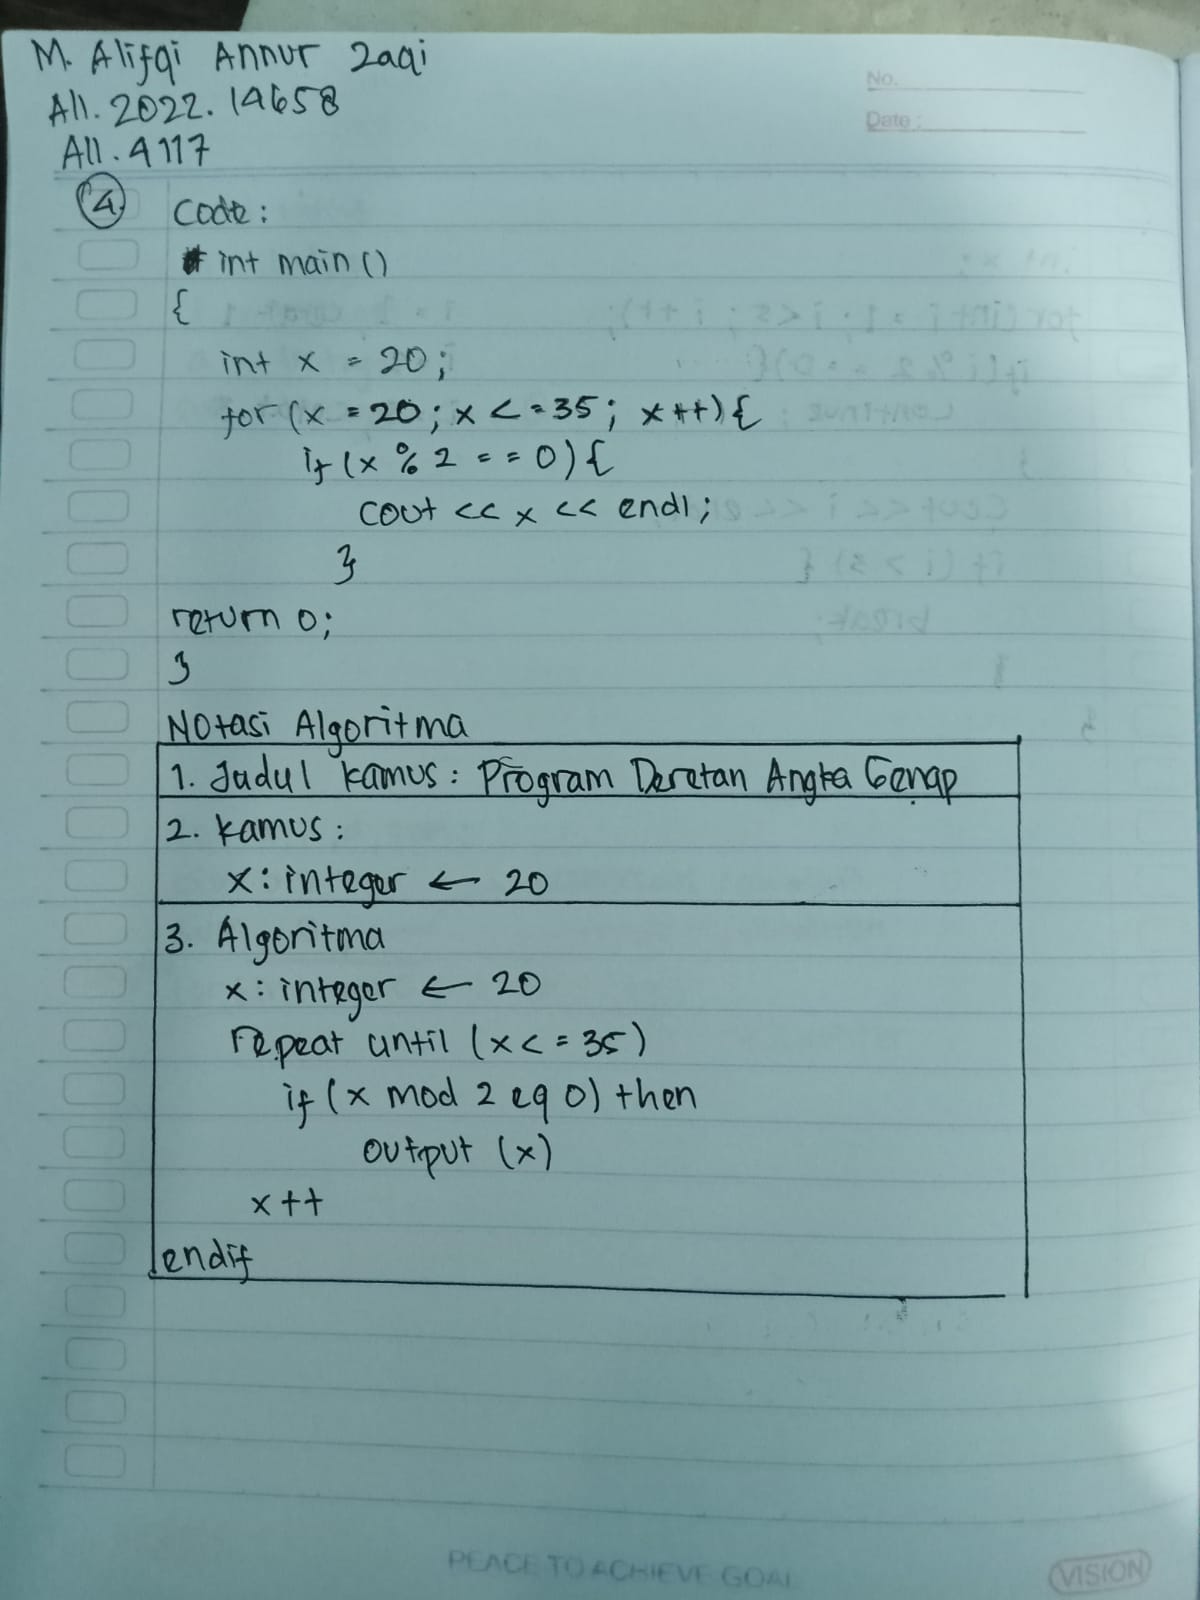 M. Alifqi Annur Zaqi
A11. 2022. 14658
A11. 4117
No.
Date :
4. Code :
int main ()
{
int x = 20;
for (x = 20; x <= 35; x++) {
if (x % 2 == 0) {
cout << x << endl;
}
return 0;
}
Notasi Algoritma
1. Judul kamus : Program Deretan Angka Genap
2. kamus :
x : integer ← 20
3. Algoritma
x : integer ← 20
repeat until (x <= 35)
if (x mod 2 eq 0) then
output (x)
x ++
endif
PEACE TO ACHIEVE GOAL
VISION